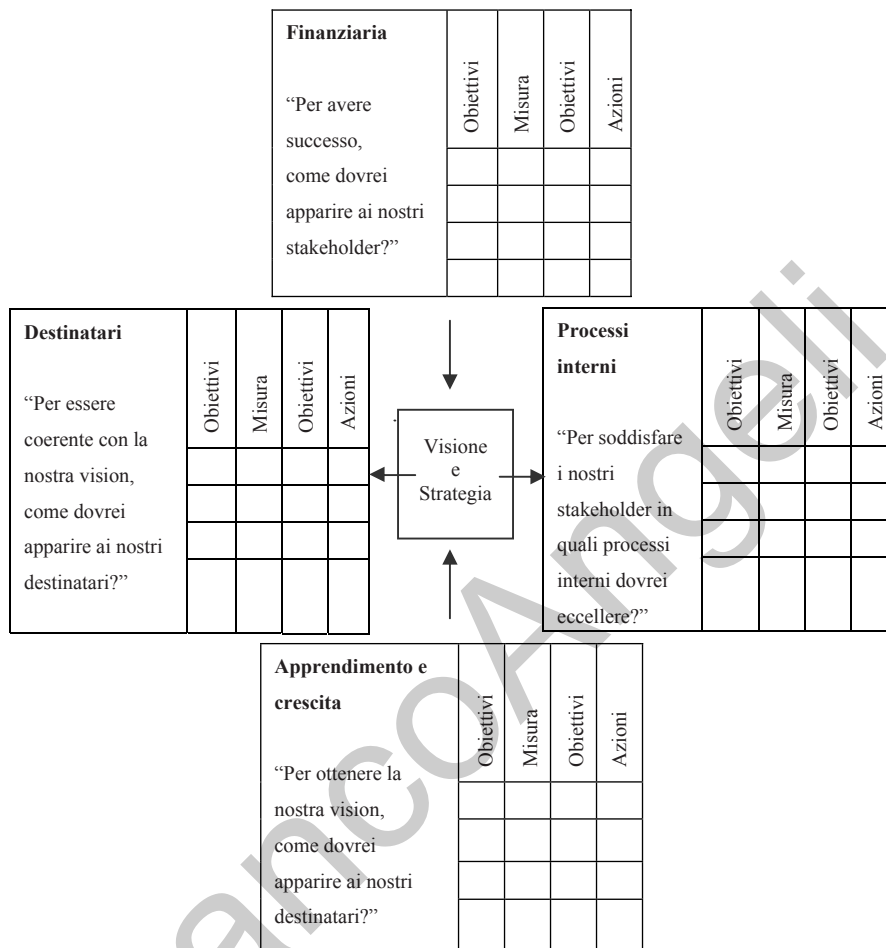 Finanziaria
“Per avere
successo,
come dovrei
apparire ai nostri
stakeholder?”
Obiettivi
Misura
Obiettivi
Azioni
Destinatari
“Per essere
coerente con la
nostra vision,
come dovrei
apparire ai nostri
destinatari?”
Obiettivi
Misura
Obiettivi
Azioni
Visione
e
Strategia
Processi
interni
“Per soddisfare
i nostri
stakeholder in
quali processi
interni dovrei
eccellere?”
Obiettivi
Misura
Obiettivi
Azioni
Apprendimento e
crescita
“Per ottenere la
nostra vision,
come dovrei
apparire ai nostri
destinatari?”
Obiettivi
Misura
Obiettivi
Azioni
ancoAngeli